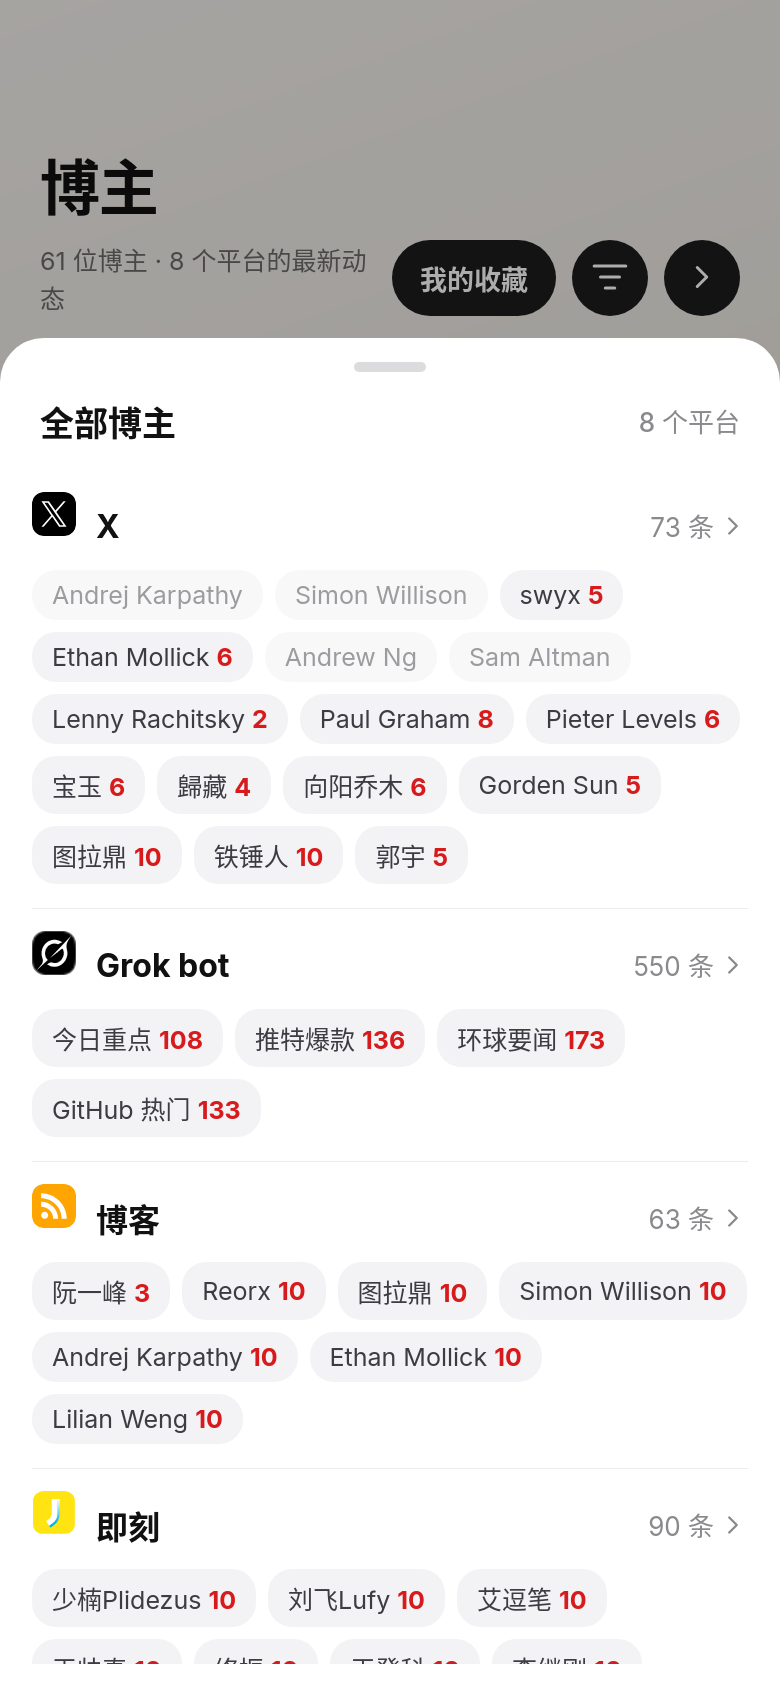 博主
61 位博主 · 8 个平台的最新动
态
我的收藏
全部博主
8 个平台
X
73 条
Andrej Karpathy
Simon Willison
swyx 5
Ethan Mollick 6
Andrew Ng
Sam Altman
Lenny Rachitsky 2
Paul Graham 8
Pieter Levels 6
宝玉 6
歸藏 4
向阳乔木 6
Gorden Sun 5
图拉鼎 10
铁锤人 10
郭宇 5
Grok bot
550 条
今日重点 108
推特爆款 136
环球要闻 173
GitHub 热门 133
博客
63 条
阮一峰 3
Reorx 10
图拉鼎 10
Simon Willison 10
Andrej Karpathy 10
Ethan Mollick 10
Lilian Weng 10
即刻
90 条
少楠Plidezus 10
刘飞Lufy 10
艾逗笔 10